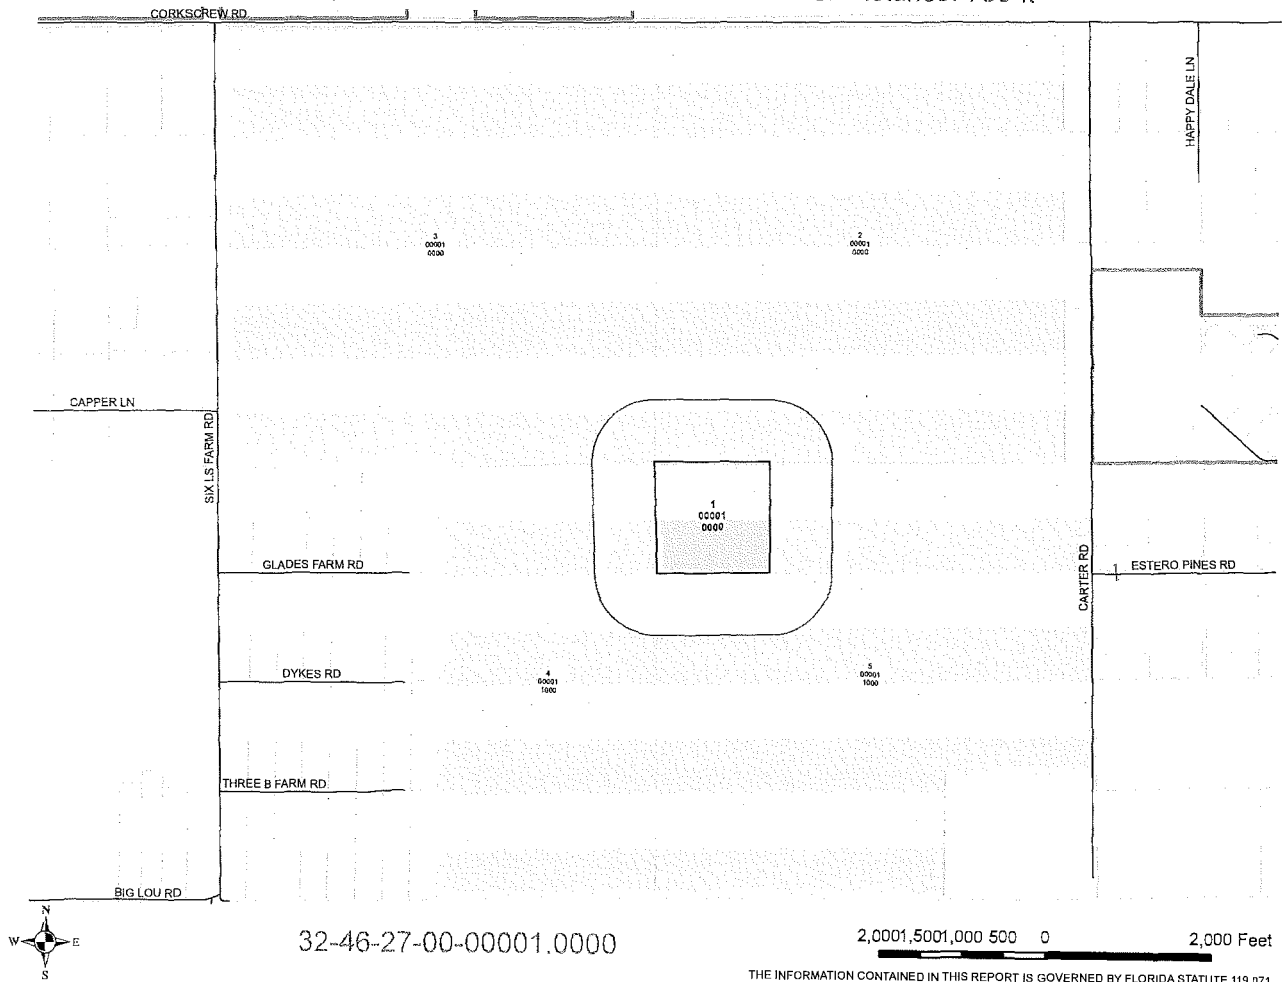 CORKSCREW RD
HAPPY DALE LN
3
00001
0000
2
00001
0000
CAPPER LN
SIX LS FARM RD
1
00001
0000
GLADES FARM RD
CARTER RD
ESTERO PINES RD
DYKES RD
4
00001
1000
5
00001
1000
THREE B FARM RD
BIG LOU RD
N
W E
S
32-46-27-00-00001.0000
2,0001,5001,000 500 0 2,000 Feet
THE INFORMATION CONTAINED IN THIS REPORT IS GOVERNED BY FLORIDA STATUTE 119.071